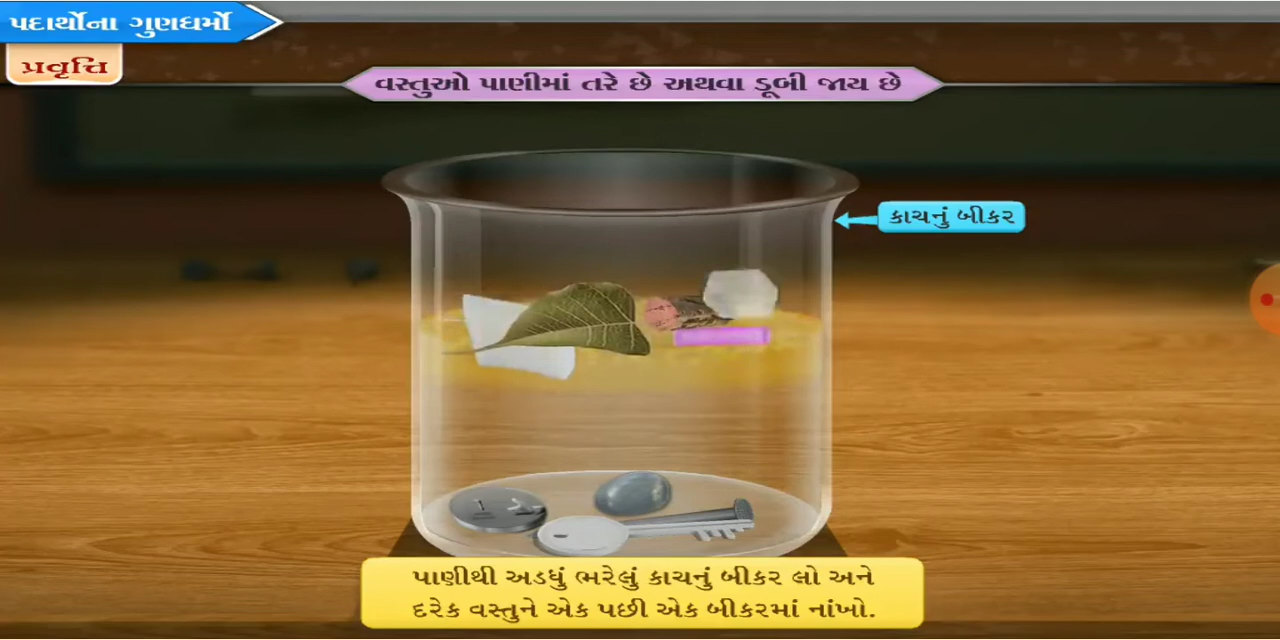 પદાર્થોના ગુણધર્મો
પ્રવૃત્તિ
વસ્તુઓ પાણીમાં તરે છે અથવા ડૂબી જાય છે
કાચનું બીકર
પાણીથી અડધું ભરેલું કાચનું બીકર લો અને
દરેક વસ્તુને એક પછી એક બીકરમાં નાંખો.